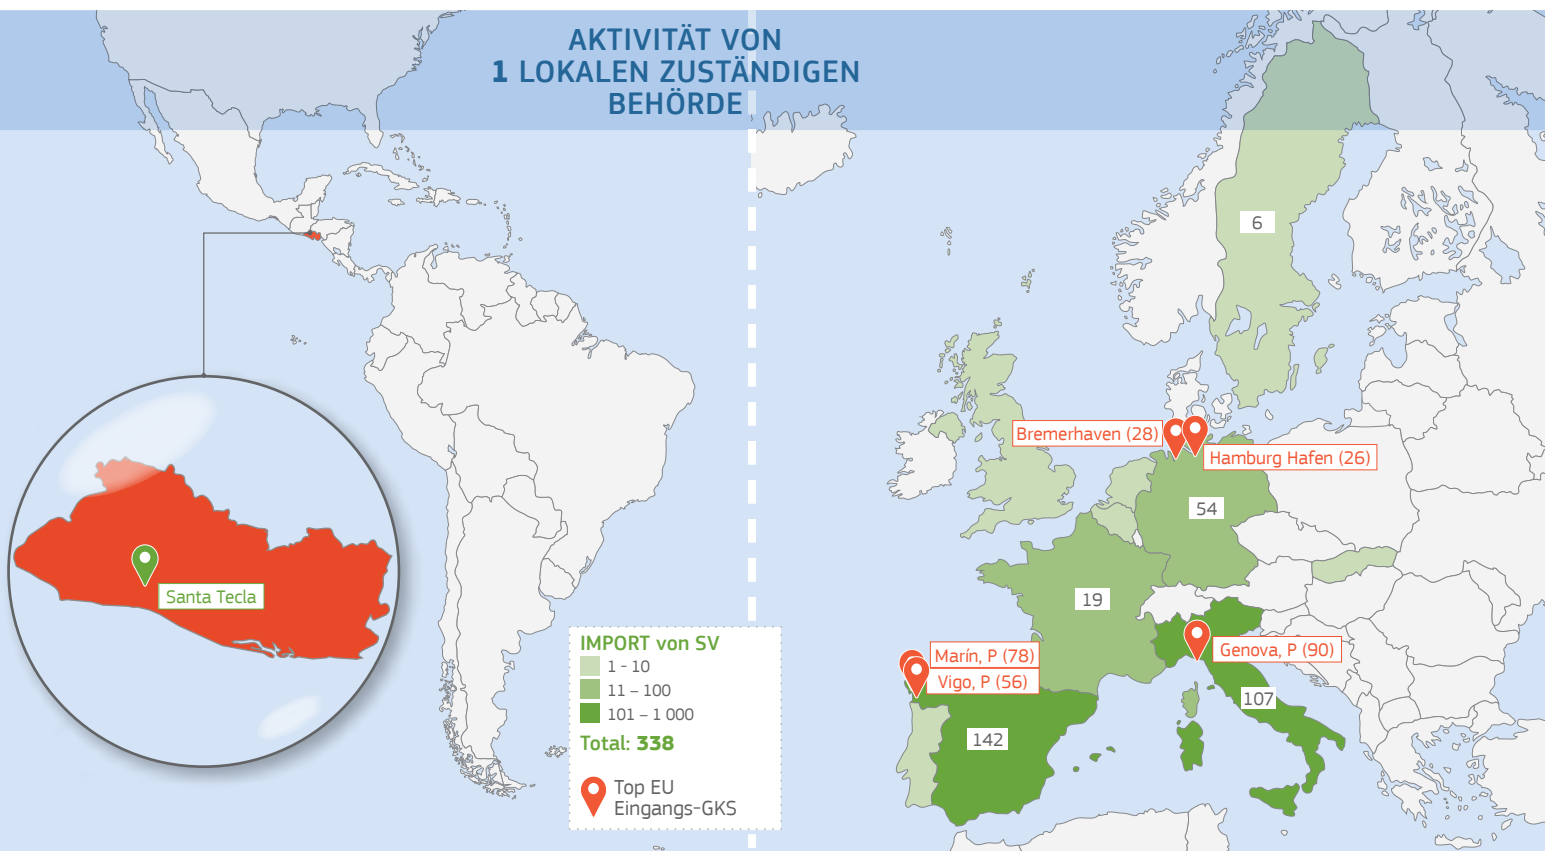 AKTIVITÄT VON
1 LOKALEN ZUSTÄNDIGEN
BEHÖRDE
6
Bremerhaven (28)
Hamburg Hafen (26)
54
19
Santa Tecla
Marín, P (78)
Vigo, P (56)
Genova, P (90)
107
142
IMPORT von SV
1 - 10
11 – 100
101 – 1 000
Total: 338
Top EU
Eingangs-GKS